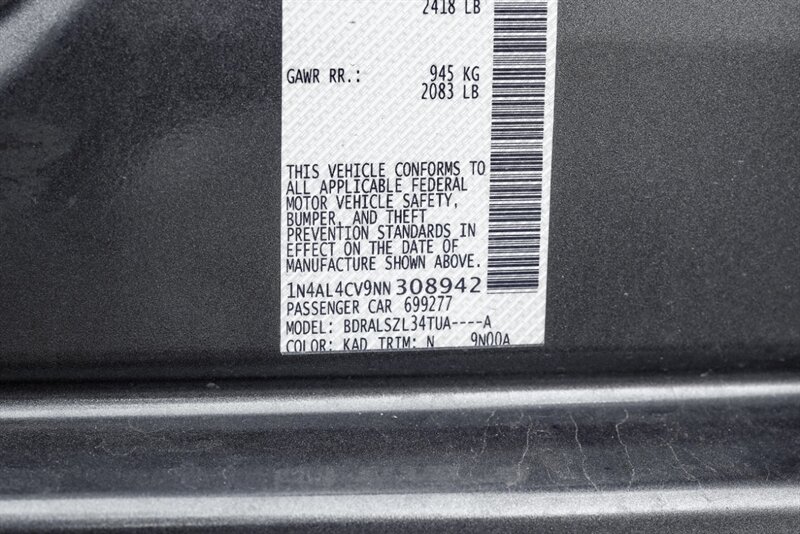 2418 LB
GAWR RR.: 945 KG
2083 LB
THIS VEHICLE CONFORMS TO
ALL APPLICABLE FEDERAL
MOTOR VEHICLE SAFETY,
BUMPER, AND THEFT
PREVENTION STANDARDS IN
EFFECT ON THE DATE OF
MANUFACTURE SHOWN ABOVE.
1N4AL4CV9NN 308942
PASSENGER CAR 699277
MODEL: BDRALSZL34TUA----A
COLOR: KAD TRIM: N 9N00A